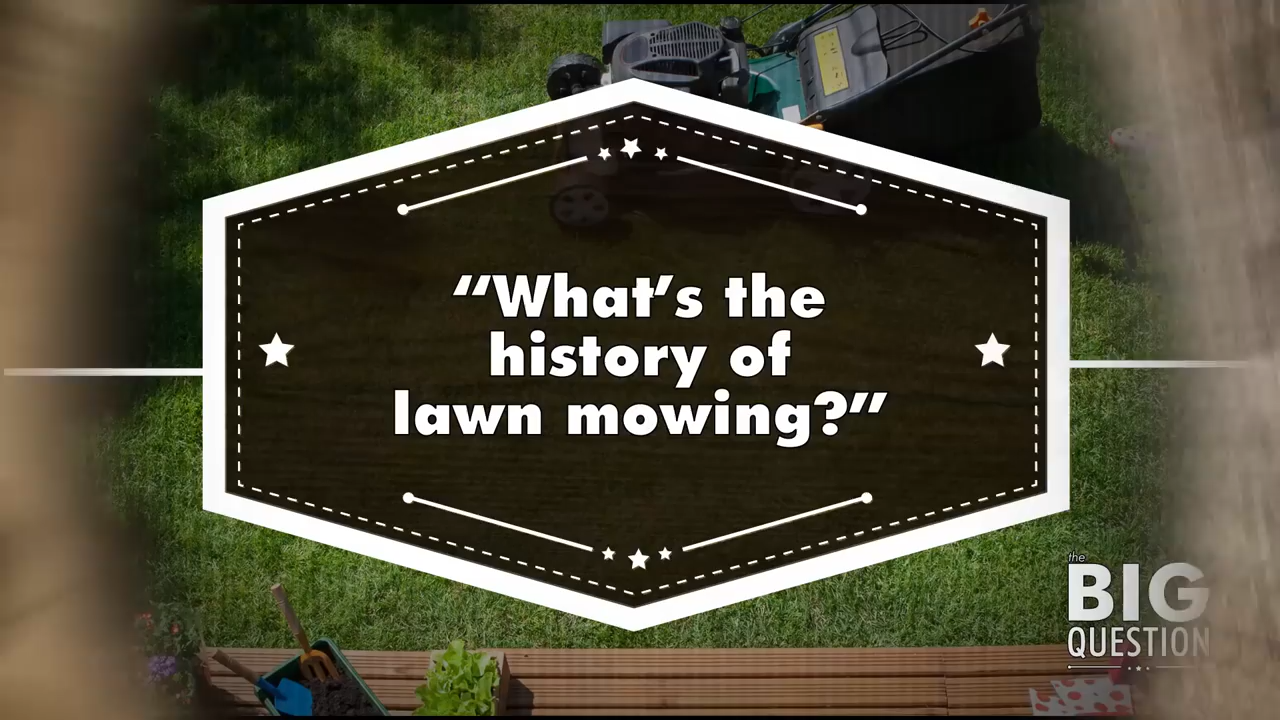 “What’s the
history of
lawn mowing?”
the
BIG
QUESTION